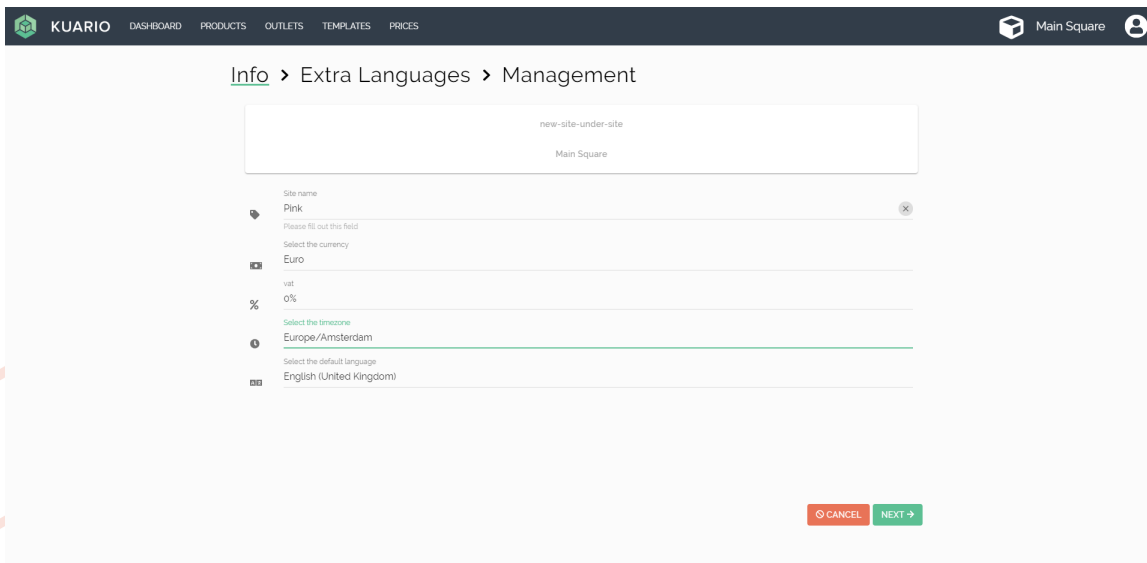 KUARIO DASHBOARD PRODUCTS OUTLETS TEMPLATES PRICES Main Square
Info > Extra Languages > Management
new-site-under-site
Main Square
Site name
Pink
Please fill out this field
Select the currency
Euro
vat
0%
Select the timezone
Europe/Amsterdam
Select the default language
English (United Kingdom)
CANCEL NEXT →